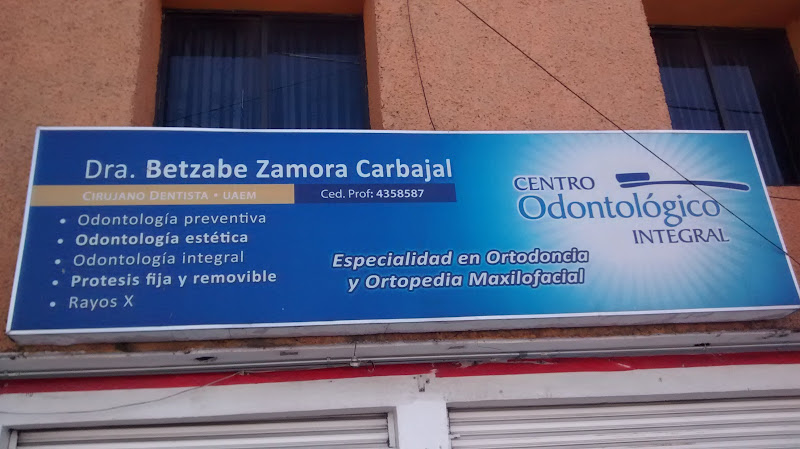 Dra. Betzabe Zamora Carbajal
CIRUJANO DENTISTA • UAEM
Ced. Prof: 4358587
• Odontología preventiva
• Odontología estética
• Odontología integral
• Protesis fija y removible
• Rayos X
Especialidad en Ortodoncia
y Ortopedia Maxilofacial
CENTRO
Odontológico
INTEGRAL